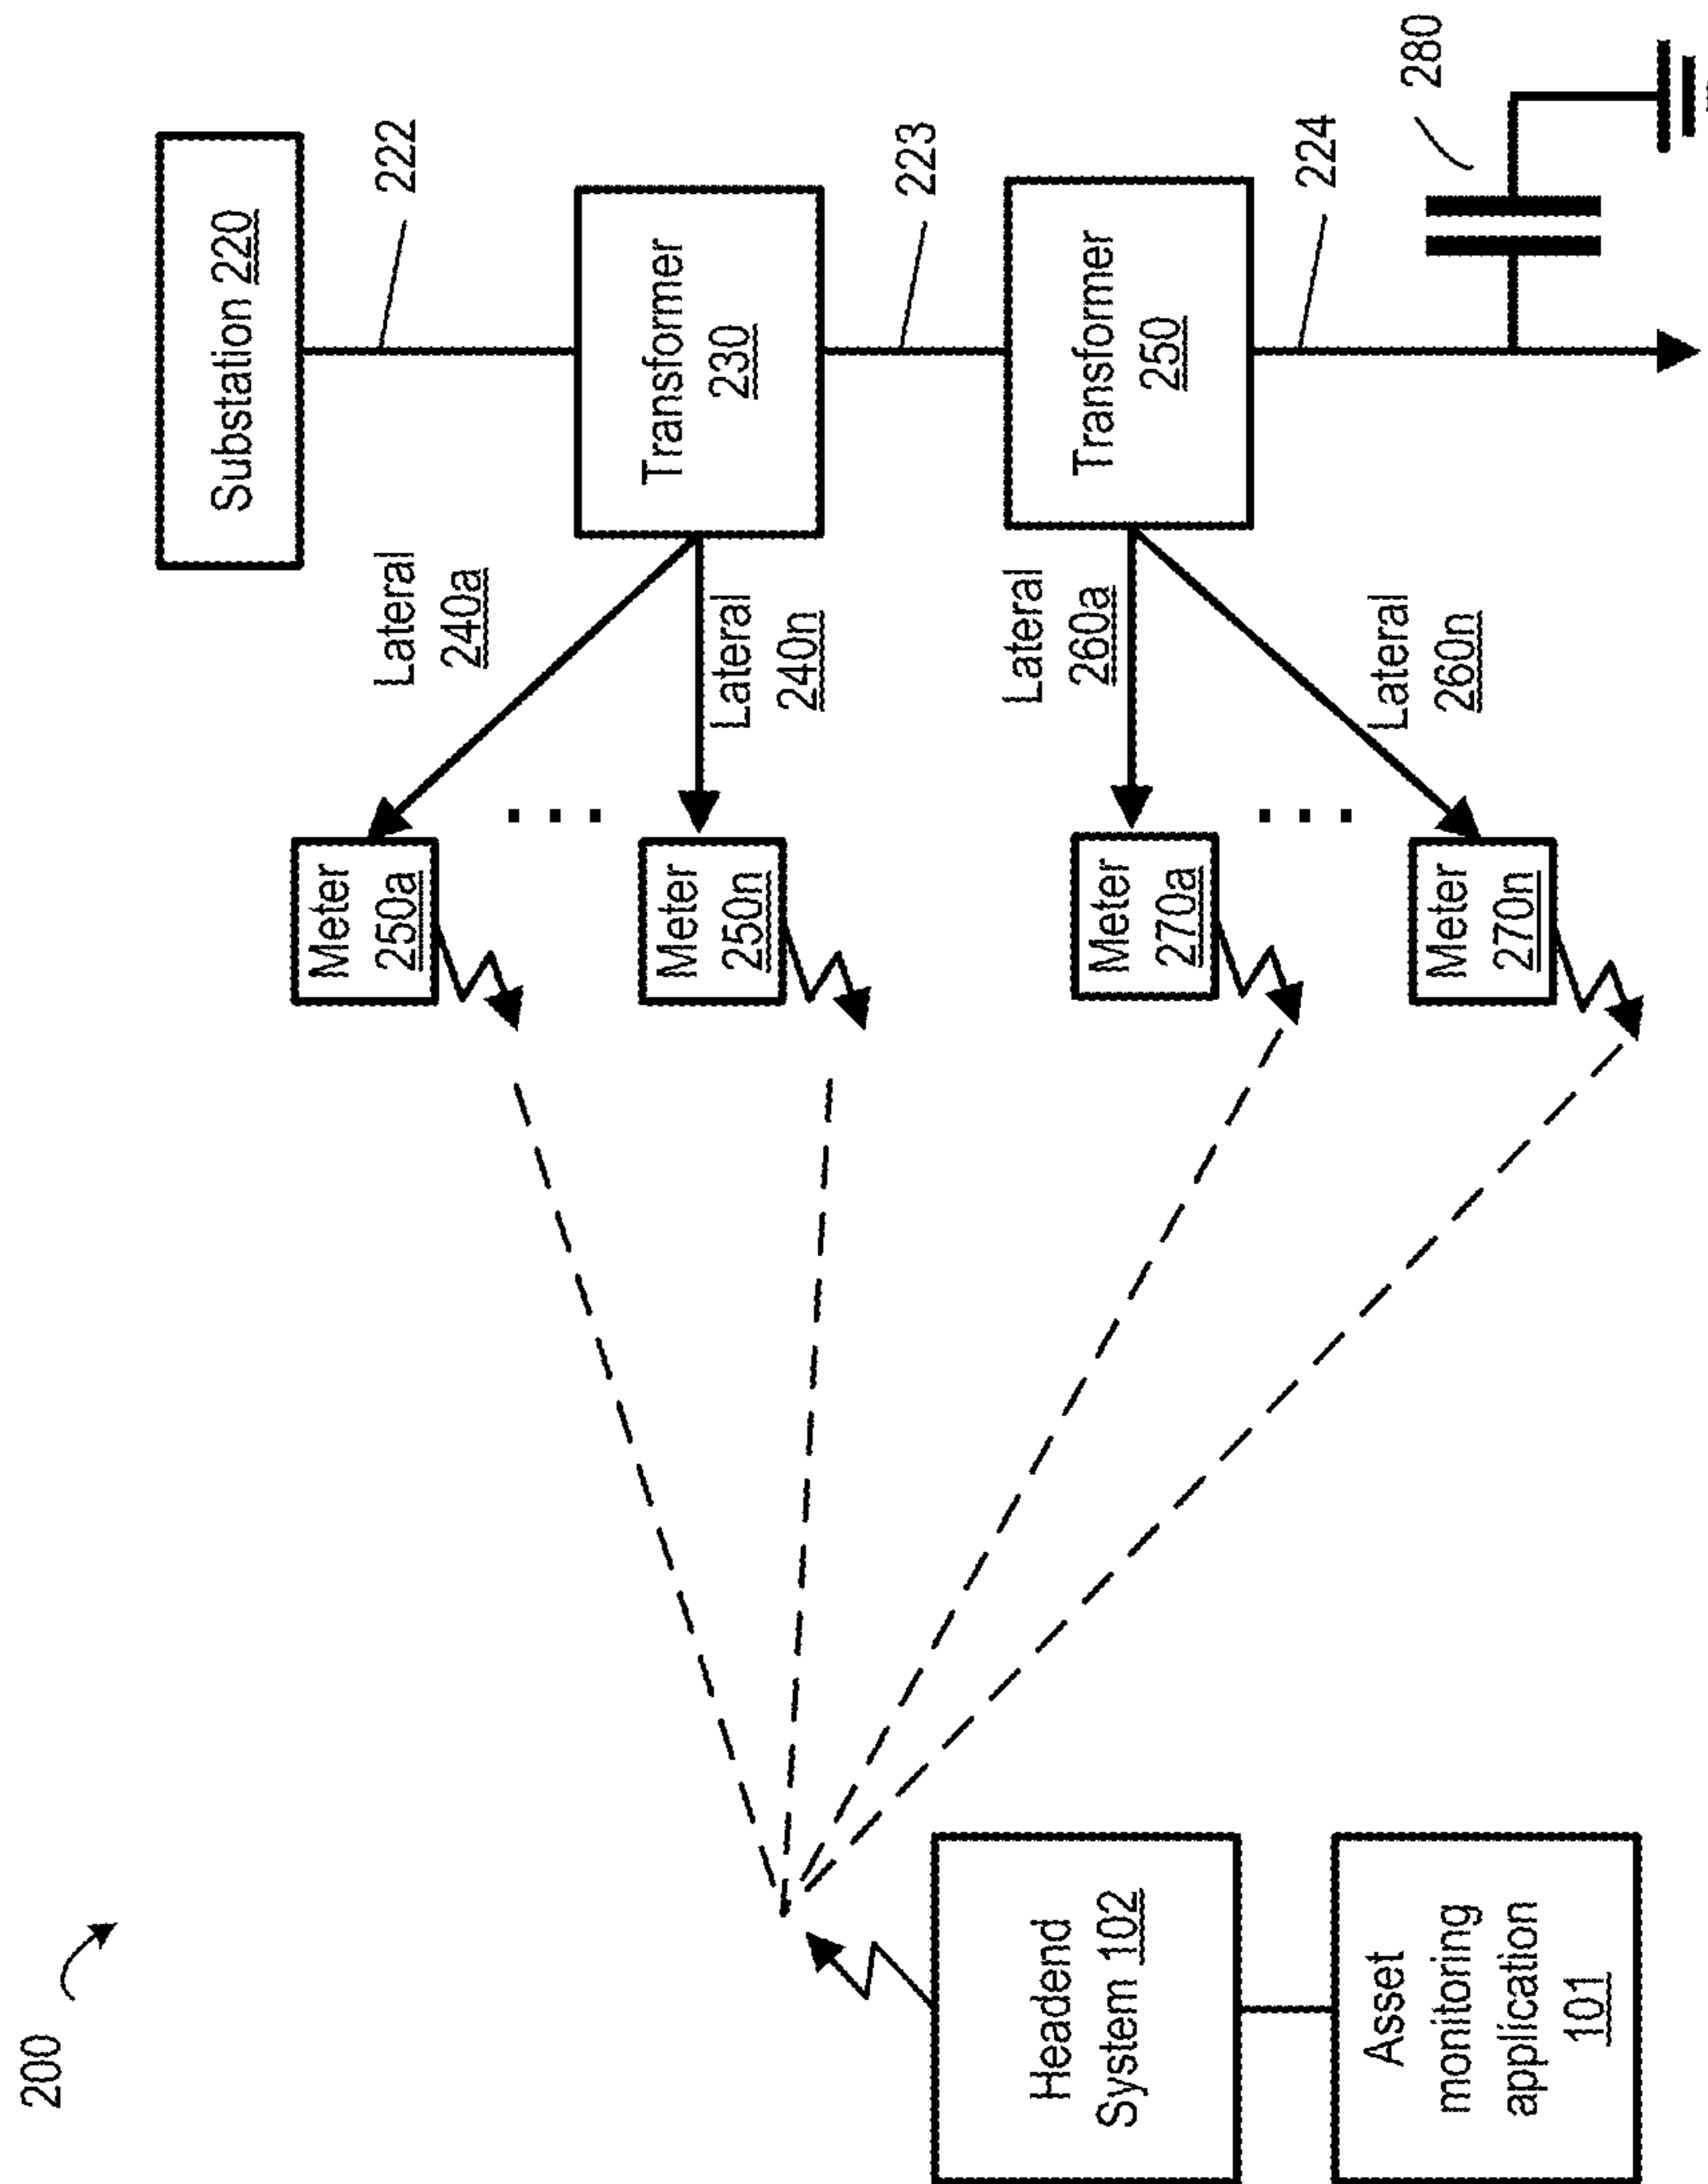 200
Substation 220
222
Transformer
230
223
Transformer
250
224
280
Lateral
240a
Lateral
240n
Lateral
260a
Lateral
260n
Meter
250a
Meter
250n
Meter
270a
Meter
270n
Headend
System 102
Asset
monitoring
application
101